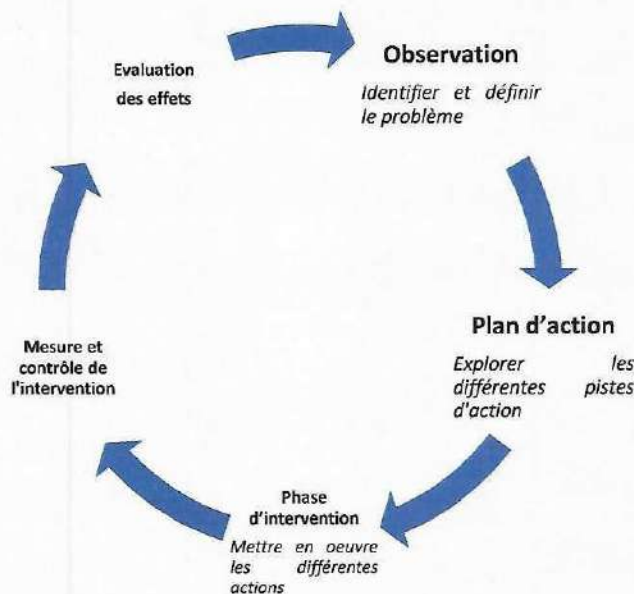 Observation
Identifier et définir
le problème
Plan d'action
Explorer les
différentes pistes
d'action
Phase
d'intervention
Mettre en oeuvre
les différentes
actions
Mesure et
contrôle de
l'intervention
Evaluation
des effets